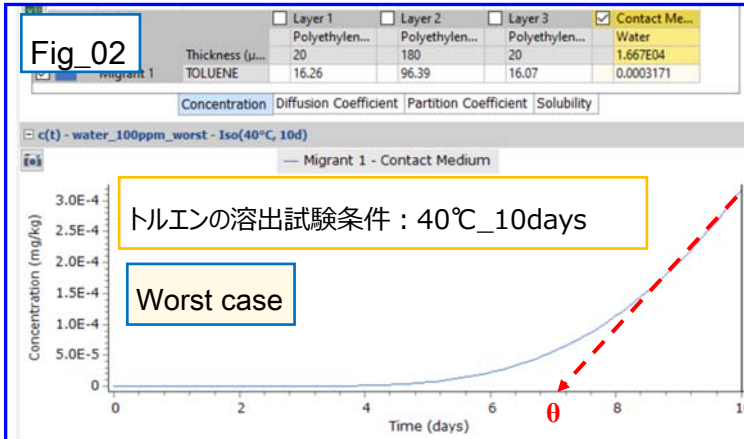 Fig_02
Layer 1 Layer 2 Layer 3 Contact Me...
Polyethylen... Polyethylen... Polyethylen... Water
Thickness (µ... 20 180 20 1.667E04
Migrant 1 TOLUENE 16.26 96.39 16.07 0.0003171
Concentration Diffusion Coefficient Partition Coefficient Solubility
c(t) - water_100ppm_worst - Iso(40°C, 10d)
Migrant 1 - Contact Medium
トルエンの溶出試験条件：40℃_10days
Worst case
Concentration (mg/kg)
3.0E-4
2.5E-4
2.0E-4
1.5E-4
1.0E-4
5.0E-5
0
0 2 4 6 θ 8
Time (days)